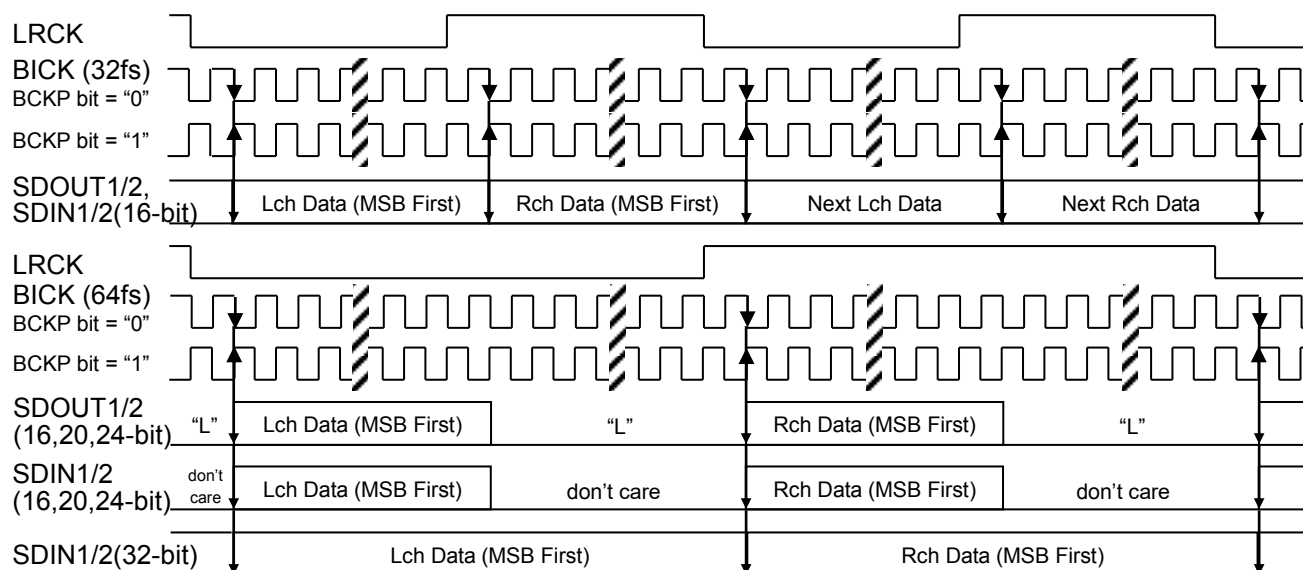 LRCK
BICK (32fs)
BCKP bit = “0”
BCKP bit = “1”
SDOUT1/2,
SDIN1/2(16-bit)
Lch Data (MSB First)
Rch Data (MSB First)
Next Lch Data
Next Rch Data
LRCK
BICK (64fs)
BCKP bit = “0”
BCKP bit = “1”
SDOUT1/2
(16,20,24-bit)
“L”
Lch Data (MSB First)
“L”
Rch Data (MSB First)
“L”
SDIN1/2
(16,20,24-bit)
don’t
care
Lch Data (MSB First)
don’t care
Rch Data (MSB First)
don’t care
SDIN1/2(32-bit)
Lch Data (MSB First)
Rch Data (MSB First)